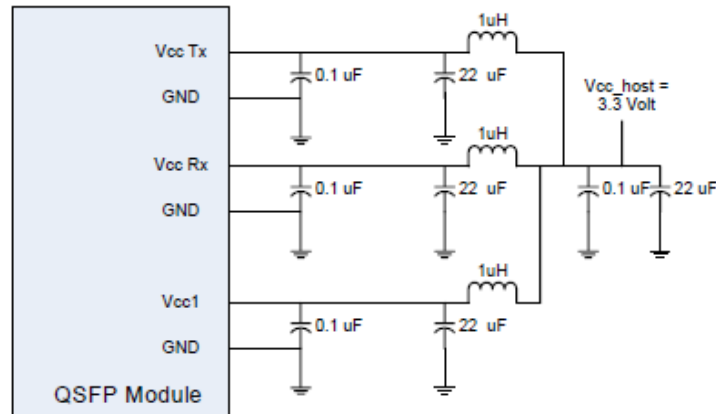 1uH
Vcc Tx
0.1 uF
22 uF
GND
Vcc_host =
3.3 Volt
1uH
Vcc Rx
0.1 uF
22 uF
0.1 uF
22 uF
GND
1uH
Vcc1
0.1 uF
22 uF
GND
QSFP Module